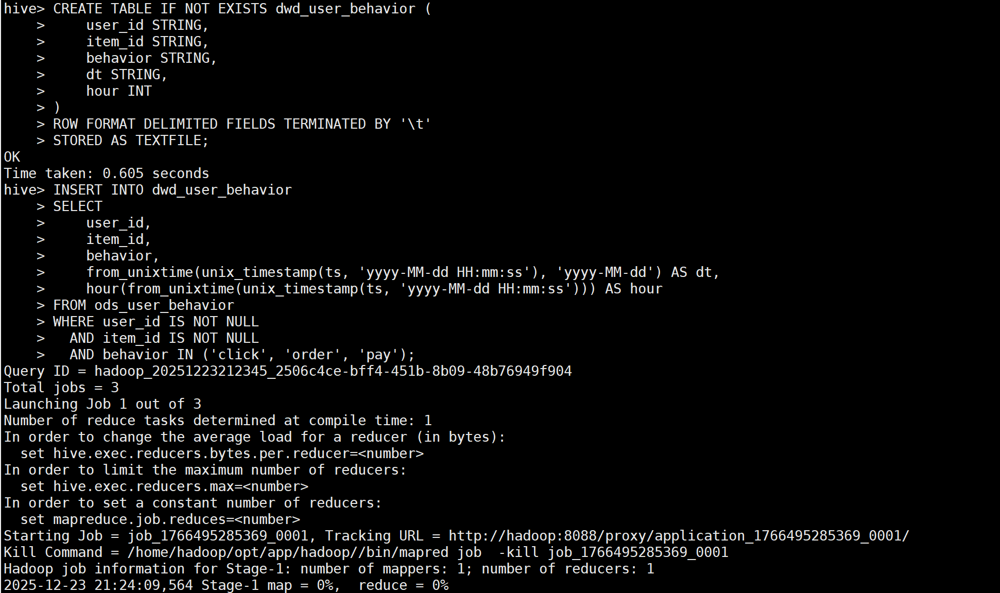 hive> CREATE TABLE IF NOT EXISTS dwd_user_behavior (
    >     user_id STRING,
    >     item_id STRING,
    >     behavior STRING,
    >     dt STRING,
    >     hour INT
    > )
    > ROW FORMAT DELIMITED FIELDS TERMINATED BY '\t'
    > STORED AS TEXTFILE;
OK
Time taken: 0.605 seconds
hive> INSERT INTO dwd_user_behavior
    > SELECT
    >     user_id,
    >     item_id,
    >     behavior,
    >     from_unixtime(unix_timestamp(ts, 'yyyy-MM-dd HH:mm:ss'), 'yyyy-MM-dd') AS dt,
    >     hour(from_unixtime(unix_timestamp(ts, 'yyyy-MM-dd HH:mm:ss'))) AS hour
    > FROM ods_user_behavior
    > WHERE user_id IS NOT NULL
    >   AND item_id IS NOT NULL
    >   AND behavior IN ('click', 'order', 'pay');
Query ID = hadoop_20251223212345_2506c4ce-bff4-451b-8b09-48b76949f904
Total jobs = 3
Launching Job 1 out of 3
Number of reduce tasks determined at compile time: 1
In order to change the average load for a reducer (in bytes):
  set hive.exec.reducers.bytes.per.reducer=<number>
In order to limit the maximum number of reducers:
  set hive.exec.reducers.max=<number>
In order to set a constant number of reducers:
  set mapreduce.job.reduces=<number>
Starting Job = job_1766495285369_0001, Tracking URL = http://hadoop:8088/proxy/application_1766495285369_0001/
Kill Command = /home/hadoop/opt/app/hadoop//bin/mapred job  -kill job_1766495285369_0001
Hadoop job information for Stage-1: number of mappers: 1; number of reducers: 1
2025-12-23 21:24:09,564 Stage-1 map = 0%,  reduce = 0%